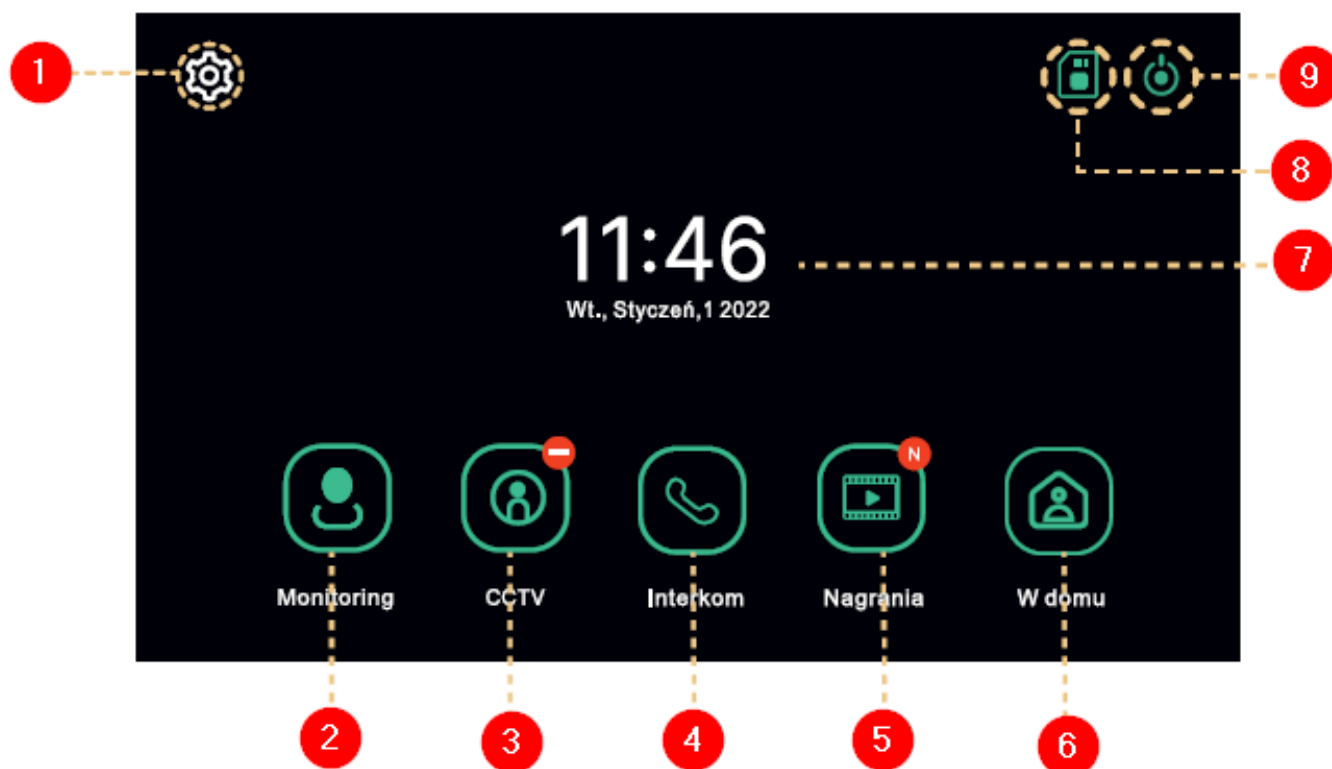 1
9
8
11:46
7
Wt., Styczeń,1 2022
N
Monitoring
CCTV
Interkom
Nagrania
W domu
2
3
4
5
6